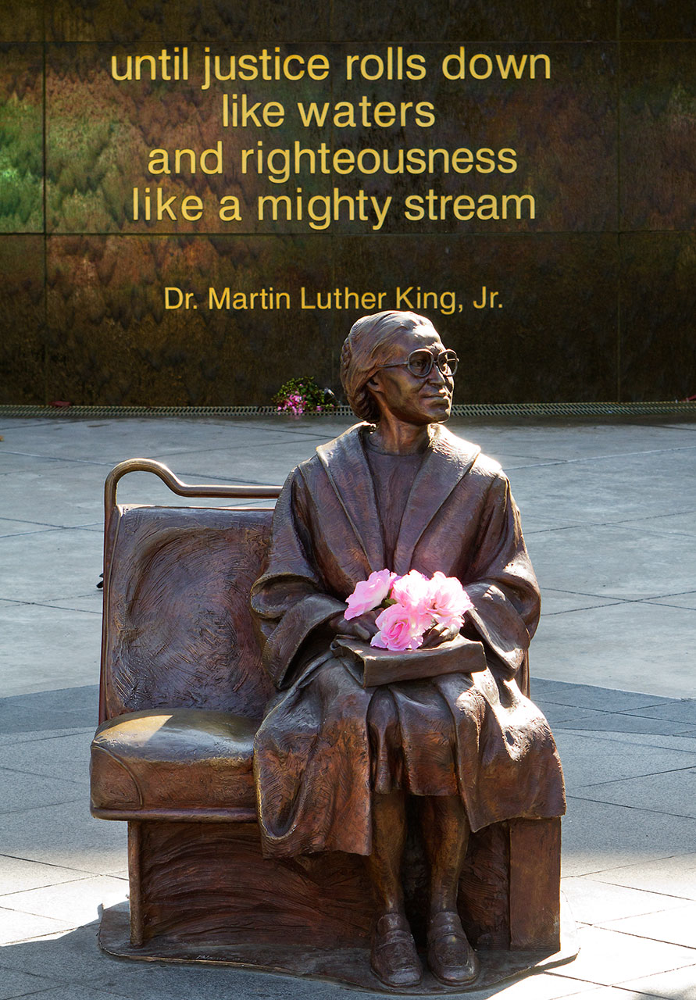 until justice rolls down
like waters
and righteousness
like a mighty stream
Dr. Martin Luther King, Jr.